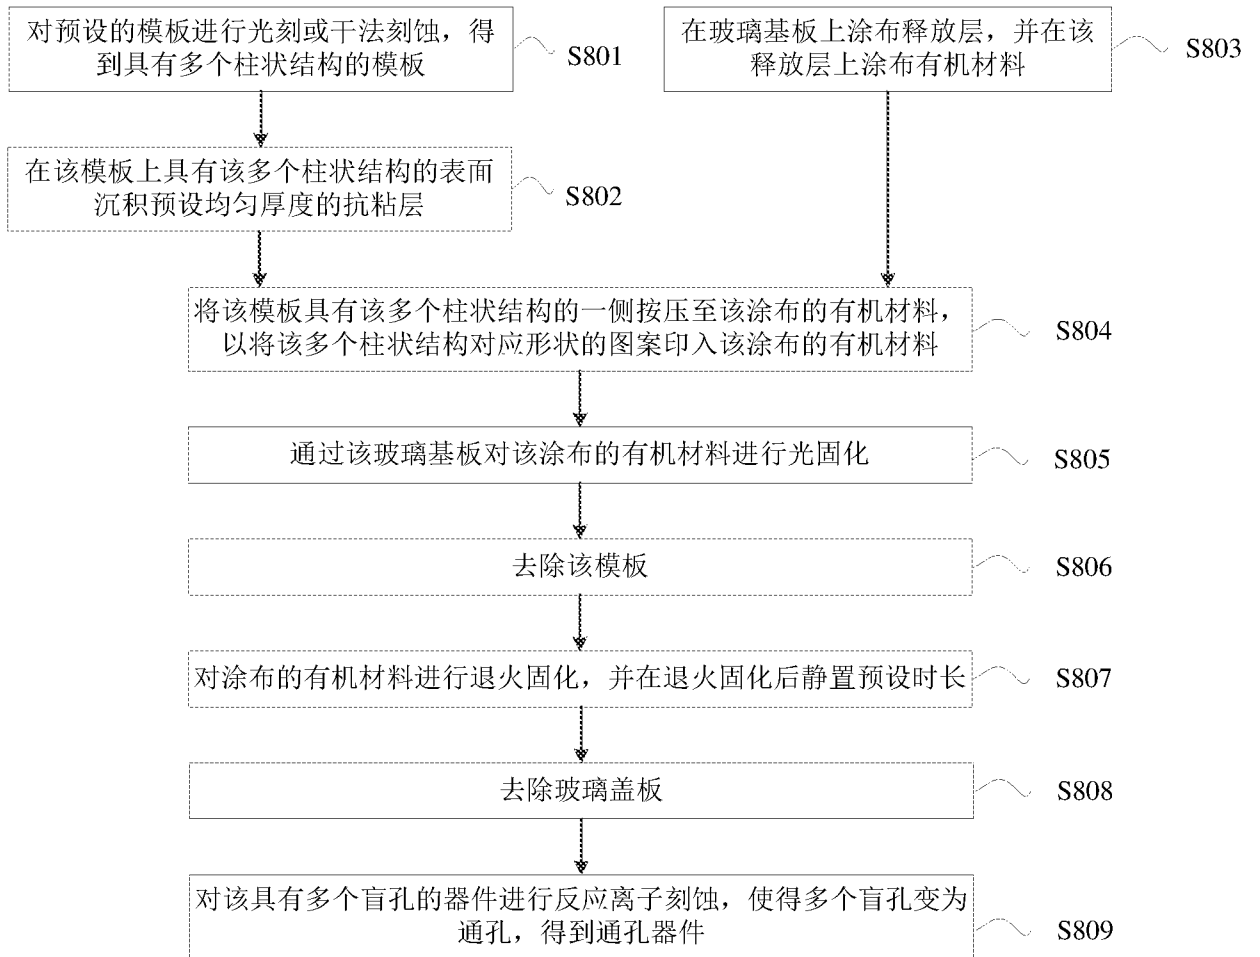 对预设的模板进行光刻或干法刻蚀，得
到具有多个柱状结构的模板
S801
在玻璃基板上涂布释放层，并在该
释放层上涂布有机材料
S803
在该模板上具有该多个柱状结构的表面
沉积预设均匀厚度的抗粘层
S802
将该模板具有该多个柱状结构的一侧按压至该涂布的有机材料，
以将该多个柱状结构对应形状的图案印入该涂布的有机材料
S804
通过该玻璃基板对该涂布的有机材料进行光固化
S805
去除该模板
S806
对涂布的有机材料进行退火固化，并在退火固化后静置预设时长
S807
去除玻璃盖板
S808
对该具有多个盲孔的器件进行反应离子刻蚀，使得多个盲孔变为
通孔，得到通孔器件
S809